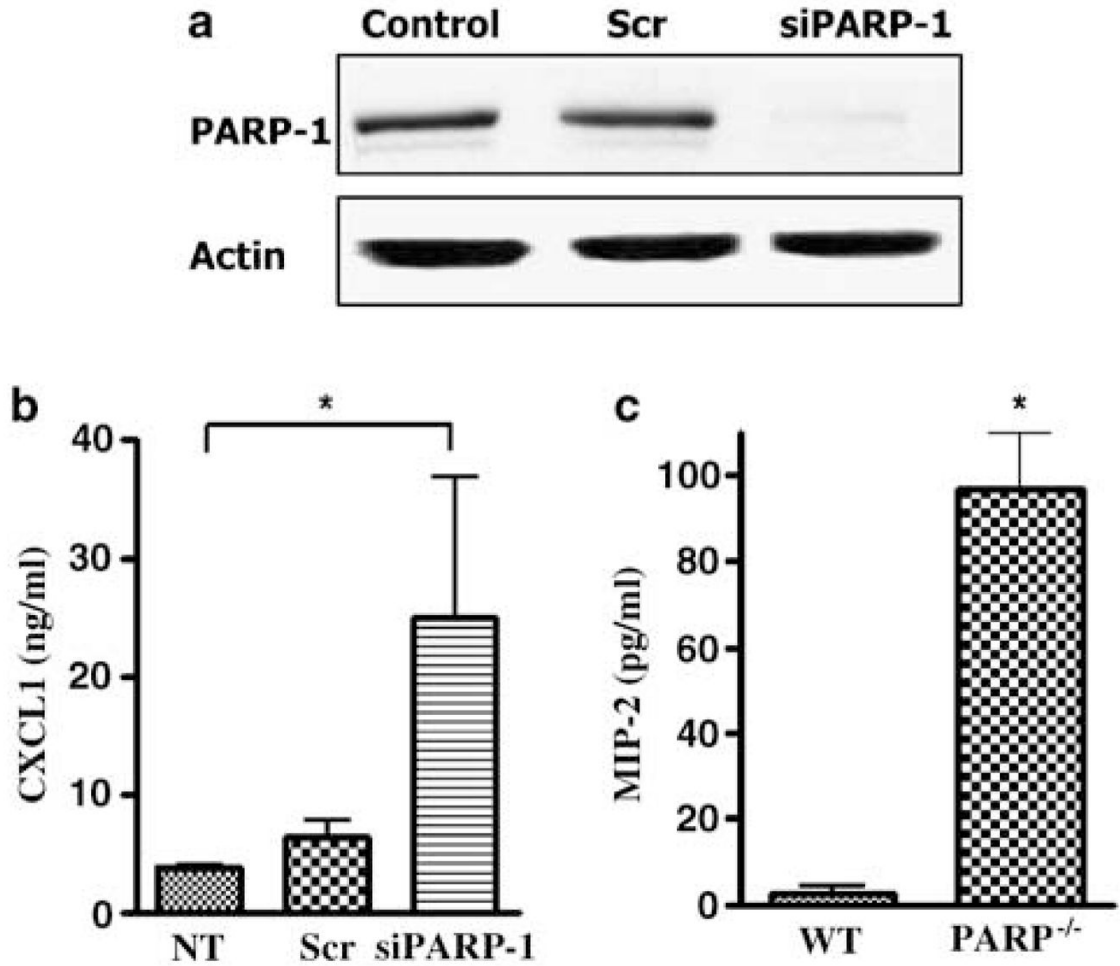 a Control Scr siPARP-1
PARP-1
Actin
b
*
CXCL1 (ng/ml)
40
30
20
10
0
NT Scr siPARP-1
c
*
MIP-2 (pg/ml)
100
80
60
40
20
0
WT PARP-/-